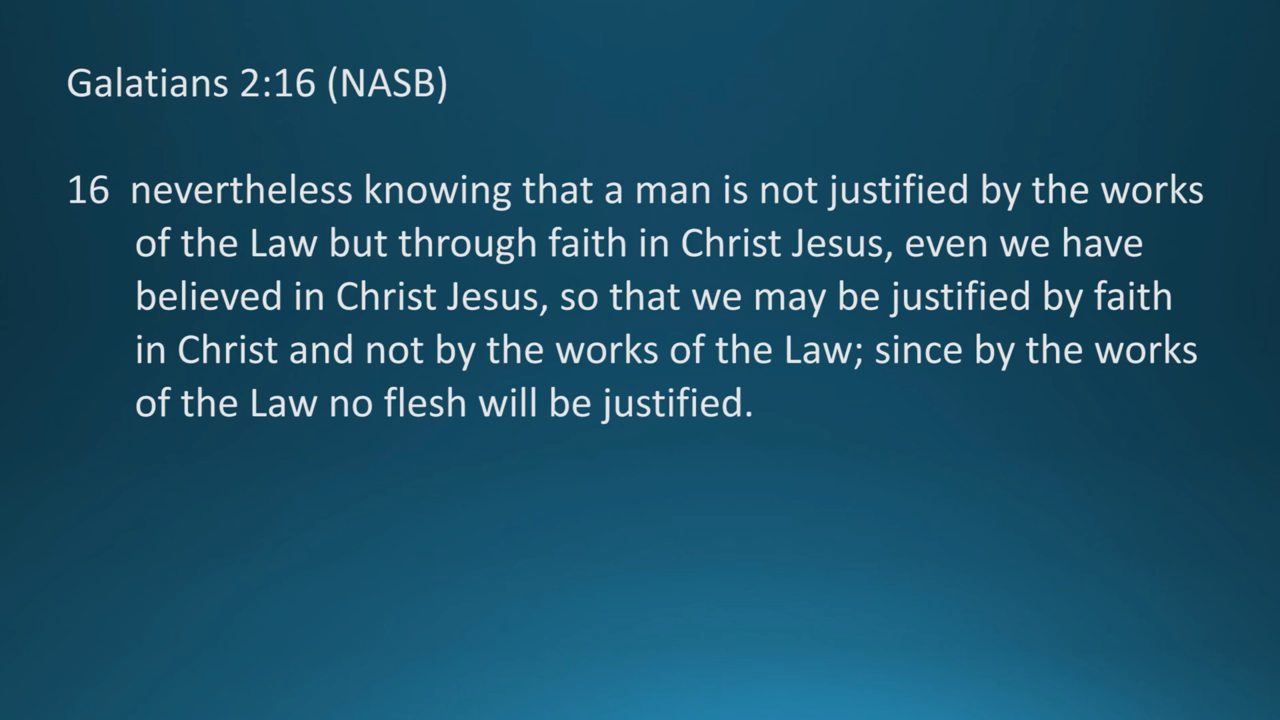 Galatians 2:16 (NASB)
16 nevertheless knowing that a man is not justified by the works
of the Law but through faith in Christ Jesus, even we have
believed in Christ Jesus, so that we may be justified by faith
in Christ and not by the works of the Law; since by the works
of the Law no flesh will be justified.